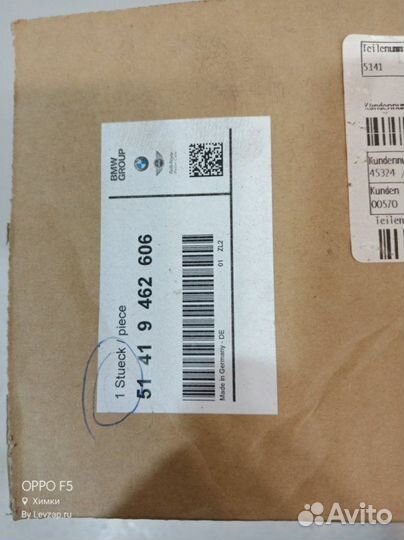 BMW
GROUP
1 Stueck / piece
51 41 9 462 606
01 ZL2
Made in Germany - DE
Teilenum
5141
Kundennu
Kundennu
45324 /
Kunden
00570
Teilen
OPPO F5
Химки
By Levzap.ru
Avito